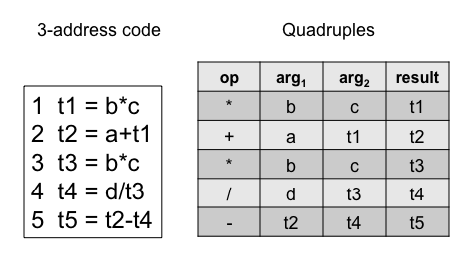 3-address code
1 t1 = b*c
2 t2 = a+t1
3 t3 = b*c
4 t4 = d/t3
5 t5 = t2-t4
Quadruples
op arg₁ arg₂ result
* b c t1
+ a t1 t2
* b c t3
/ d t3 t4
- t2 t4 t5